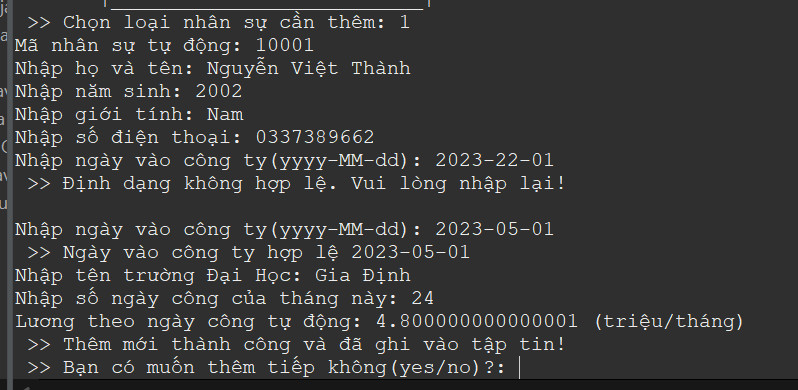 >> Chọn loại nhân sự cần thêm: 1
Mã nhân sự tự động: 10001
Nhập họ và tên: Nguyễn Việt Thành
Nhập năm sinh: 2002
Nhập giới tính: Nam
Nhập số điện thoại: 0337389662
Nhập ngày vào công ty(yyyy-MM-dd): 2023-22-01
>> Định dạng không hợp lệ. Vui lòng nhập lại!
Nhập ngày vào công ty(yyyy-MM-dd): 2023-05-01
>> Ngày vào công ty hợp lệ 2023-05-01
Nhập tên trường Đại Học: Gia Định
Nhập số ngày công của tháng này: 24
Lương theo ngày công tự động: 4.800000000000001 (triệu/tháng)
>> Thêm mới thành công và đã ghi vào tập tin!
>> Bạn có muốn thêm tiếp không(yes/no)?: